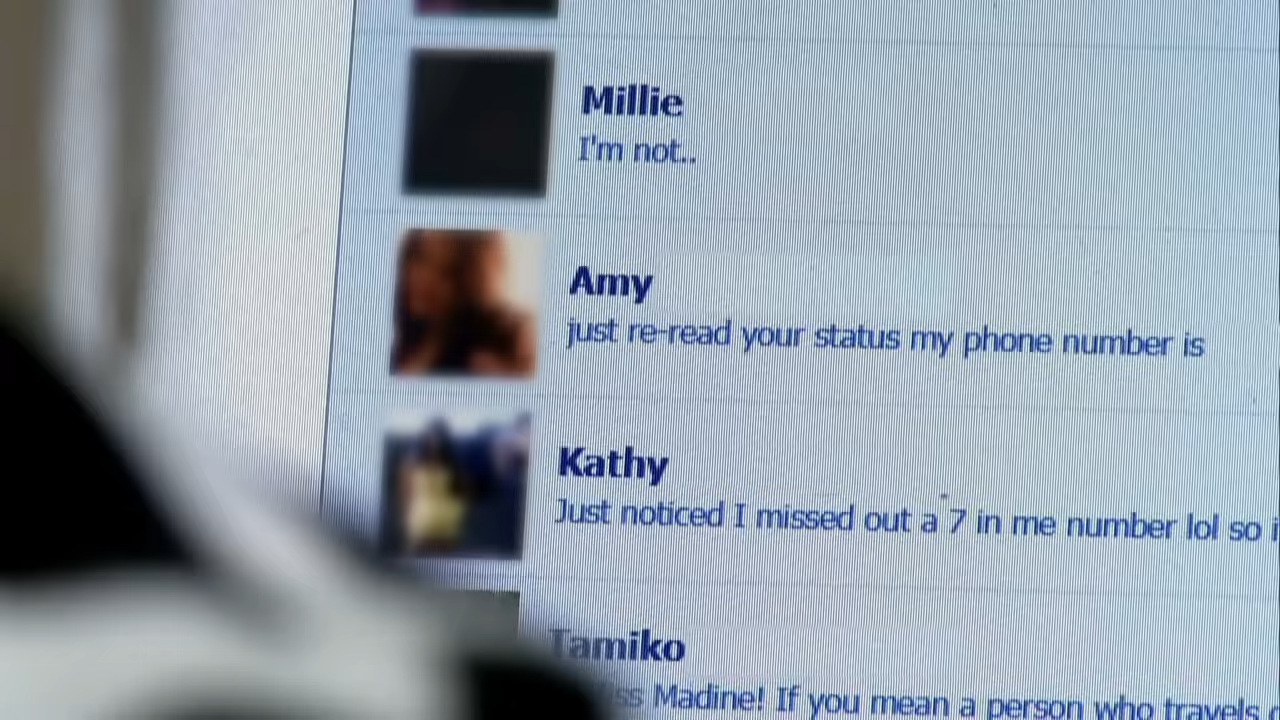 Millie
I'm not..
Amy
just re-read your status my phone number is
Kathy
Just noticed I missed out a 7 in me number lol so
Tamiko
Madine! If you mean a person who travels